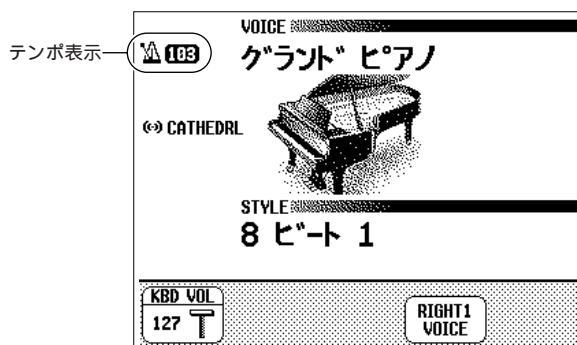 テンポ表示
103
VOICE
グランド ピアノ
CATHEDRL
STYLE
8 ビート 1
KBD VOL
127
RIGHT1
VOICE